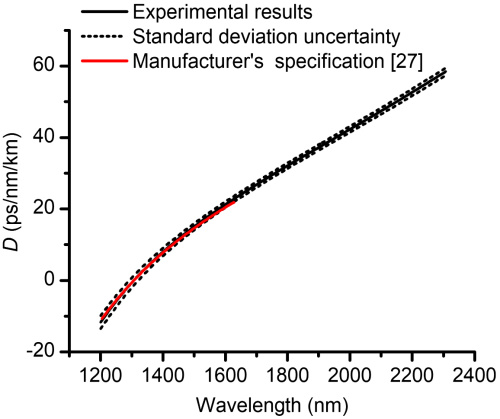 Experimental results
Standard deviation uncertainty
Manufacturer's specification [27]
60
40
20
0
-20
D (ps/nm/km)
1200 1400 1600 1800 2000 2200 2400
Wavelength (nm)